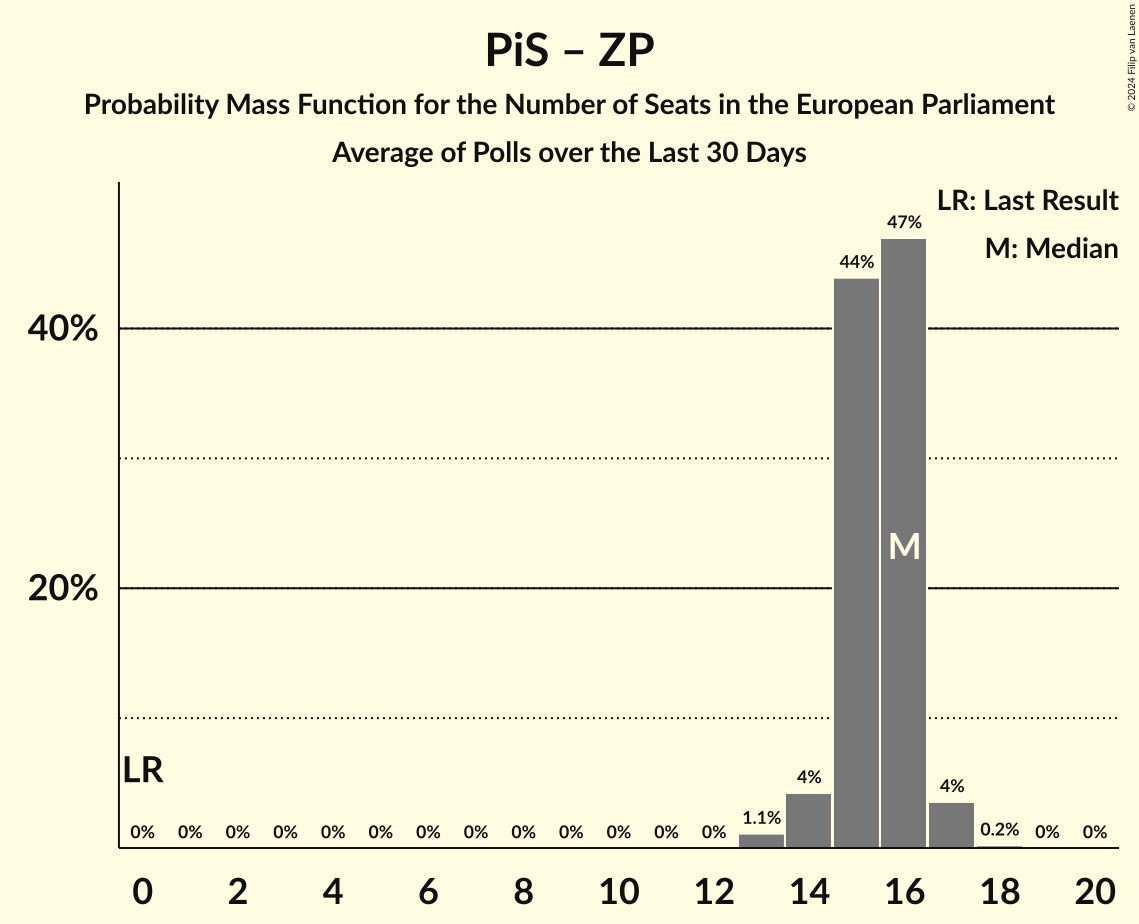 PiS – ZP
Probability Mass Function for the Number of Seats in the European Parliament
Average of Polls over the Last 30 Days
© 2024 Filip van Laenen
LR: Last Result
M: Median
47%
44%
40%
M
20%
LR
4%
4%
1.1%
0.2%
0% 0% 0% 0% 0% 0% 0% 0% 0% 0% 0% 0% 0% 0% 0%
0 2 4 6 8 10 12 14 16 18 20